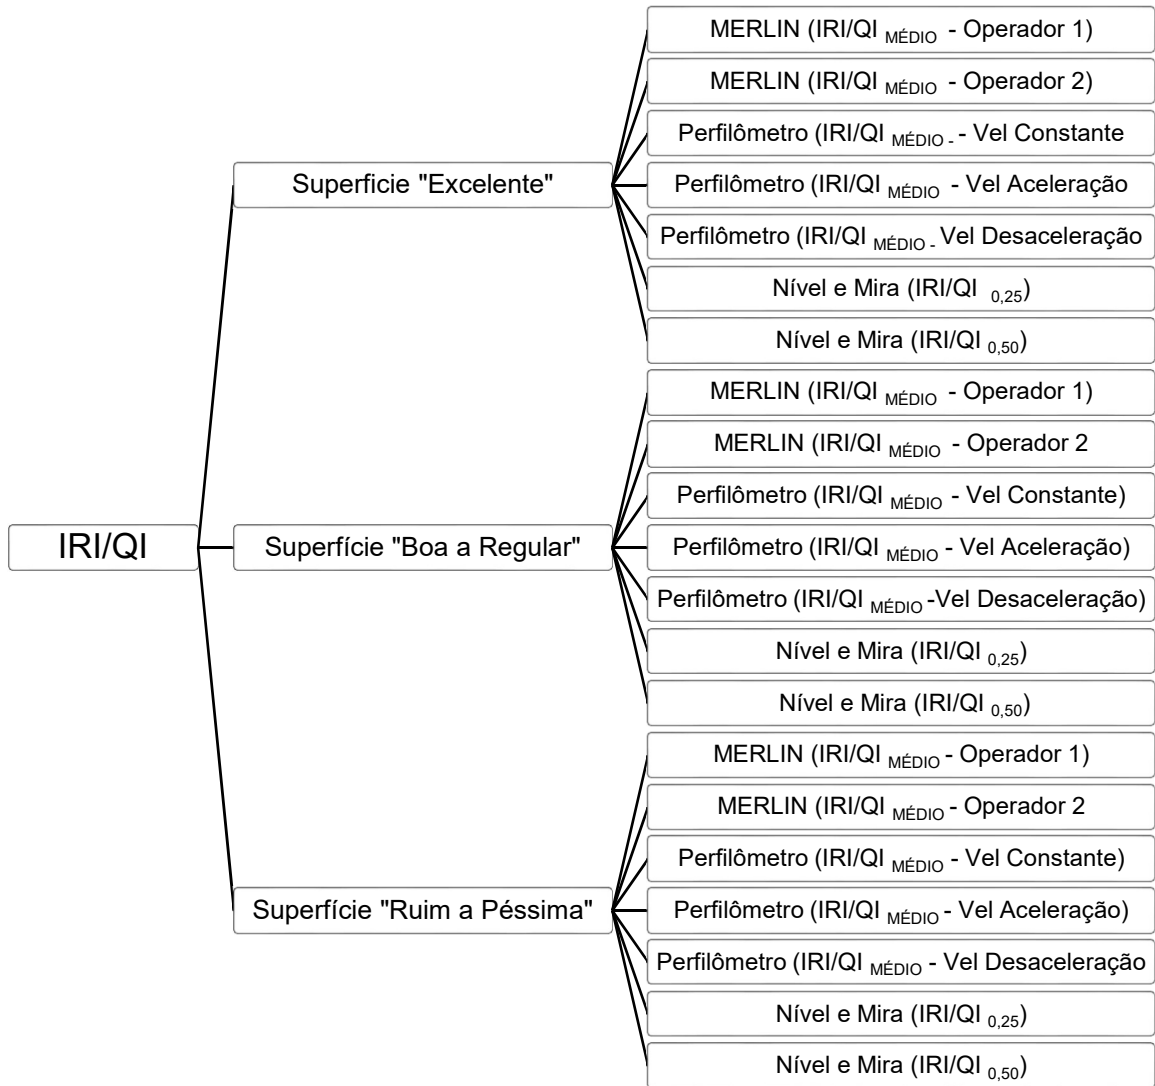 IRI/QI
Superficie "Excelente"
MERLIN (IRI/QI MÉDIO - Operador 1)
MERLIN (IRI/QI MÉDIO - Operador 2)
Perfilômetro (IRI/QI MÉDIO - - Vel Constante
Perfilômetro (IRI/QI MÉDIO - Vel Aceleração
Perfilômetro (IRI/QI MÉDIO - Vel Desaceleração
Nível e Mira (IRI/QI 0,25)
Nível e Mira (IRI/QI 0,50)
Superfície "Boa a Regular"
MERLIN (IRI/QI MÉDIO - Operador 1)
MERLIN (IRI/QI MÉDIO - Operador 2
Perfilômetro (IRI/QI MÉDIO - Vel Constante)
Perfilômetro (IRI/QI MÉDIO - Vel Aceleração)
Perfilômetro (IRI/QI MÉDIO -Vel Desaceleração)
Nível e Mira (IRI/QI 0,25)
Nível e Mira (IRI/QI 0,50)
Superfície "Ruim a Péssima"
MERLIN (IRI/QI MÉDIO - Operador 1)
MERLIN (IRI/QI MÉDIO - Operador 2
Perfilômetro (IRI/QI MÉDIO - Vel Constante)
Perfilômetro (IRI/QI MÉDIO - Vel Aceleração)
Perfilômetro (IRI/QI MÉDIO - Vel Desaceleração
Nível e Mira (IRI/QI 0,25)
Nível e Mira (IRI/QI 0,50)